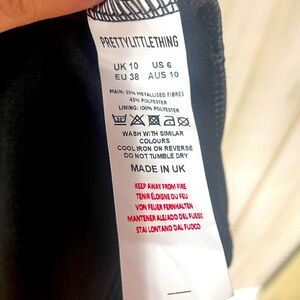 PRETTYLITTLETHING
UK 10 US 6
EU 38 AUS 10
MAIN: 55% METALLISED FIBRES
45% POLYESTER
LINING: 100% POLYESTER
WASH WITH SIMILAR
COLOURS
COOL IRON ON REVERSE
DO NOT TUMBLE DRY
MADE IN UK
KEEP AWAY FROM FIRE
TENIR ÉLOIGNE DU FEU
VON FEUER FERNHALTEN
MANTENER ALEJADO DEL FUEGO
STAI LONTANO DAL FUOCO